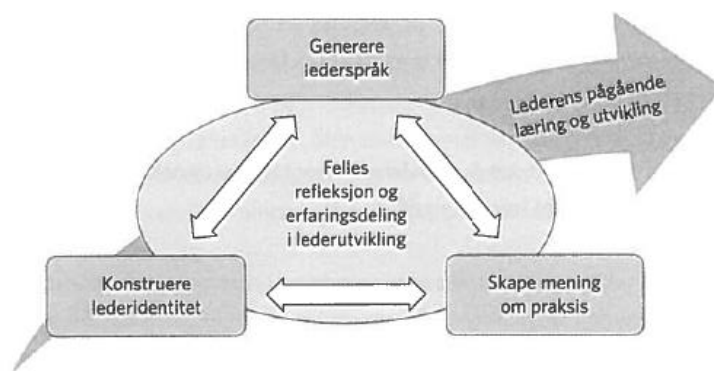 Generere
lederspråk
Lederens pågående
læring og utvikling
Felles
refleksjon og
erfaringsdeling
i lederutvikling
Konstruere
lederidentitet
Skape mening
om praksis